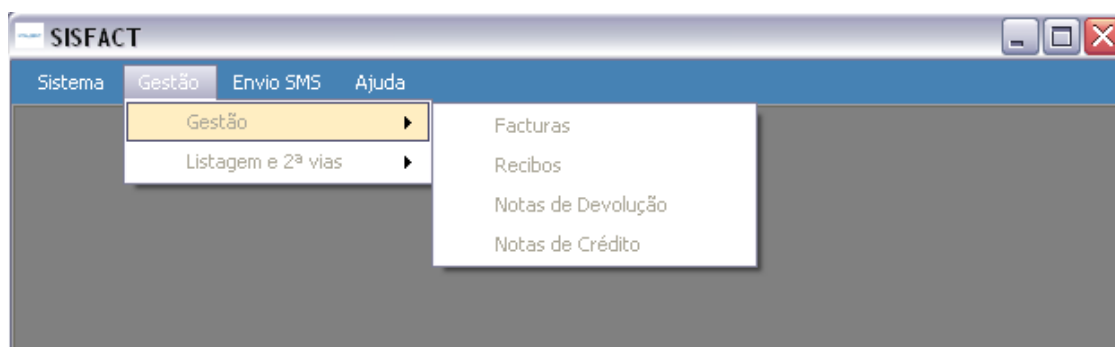 SISFACT
Sistema Gestão Envio SMS Ajuda
Gestão
Listagem e 2ª vias
Facturas
Recibos
Notas de Devolução
Notas de Crédito